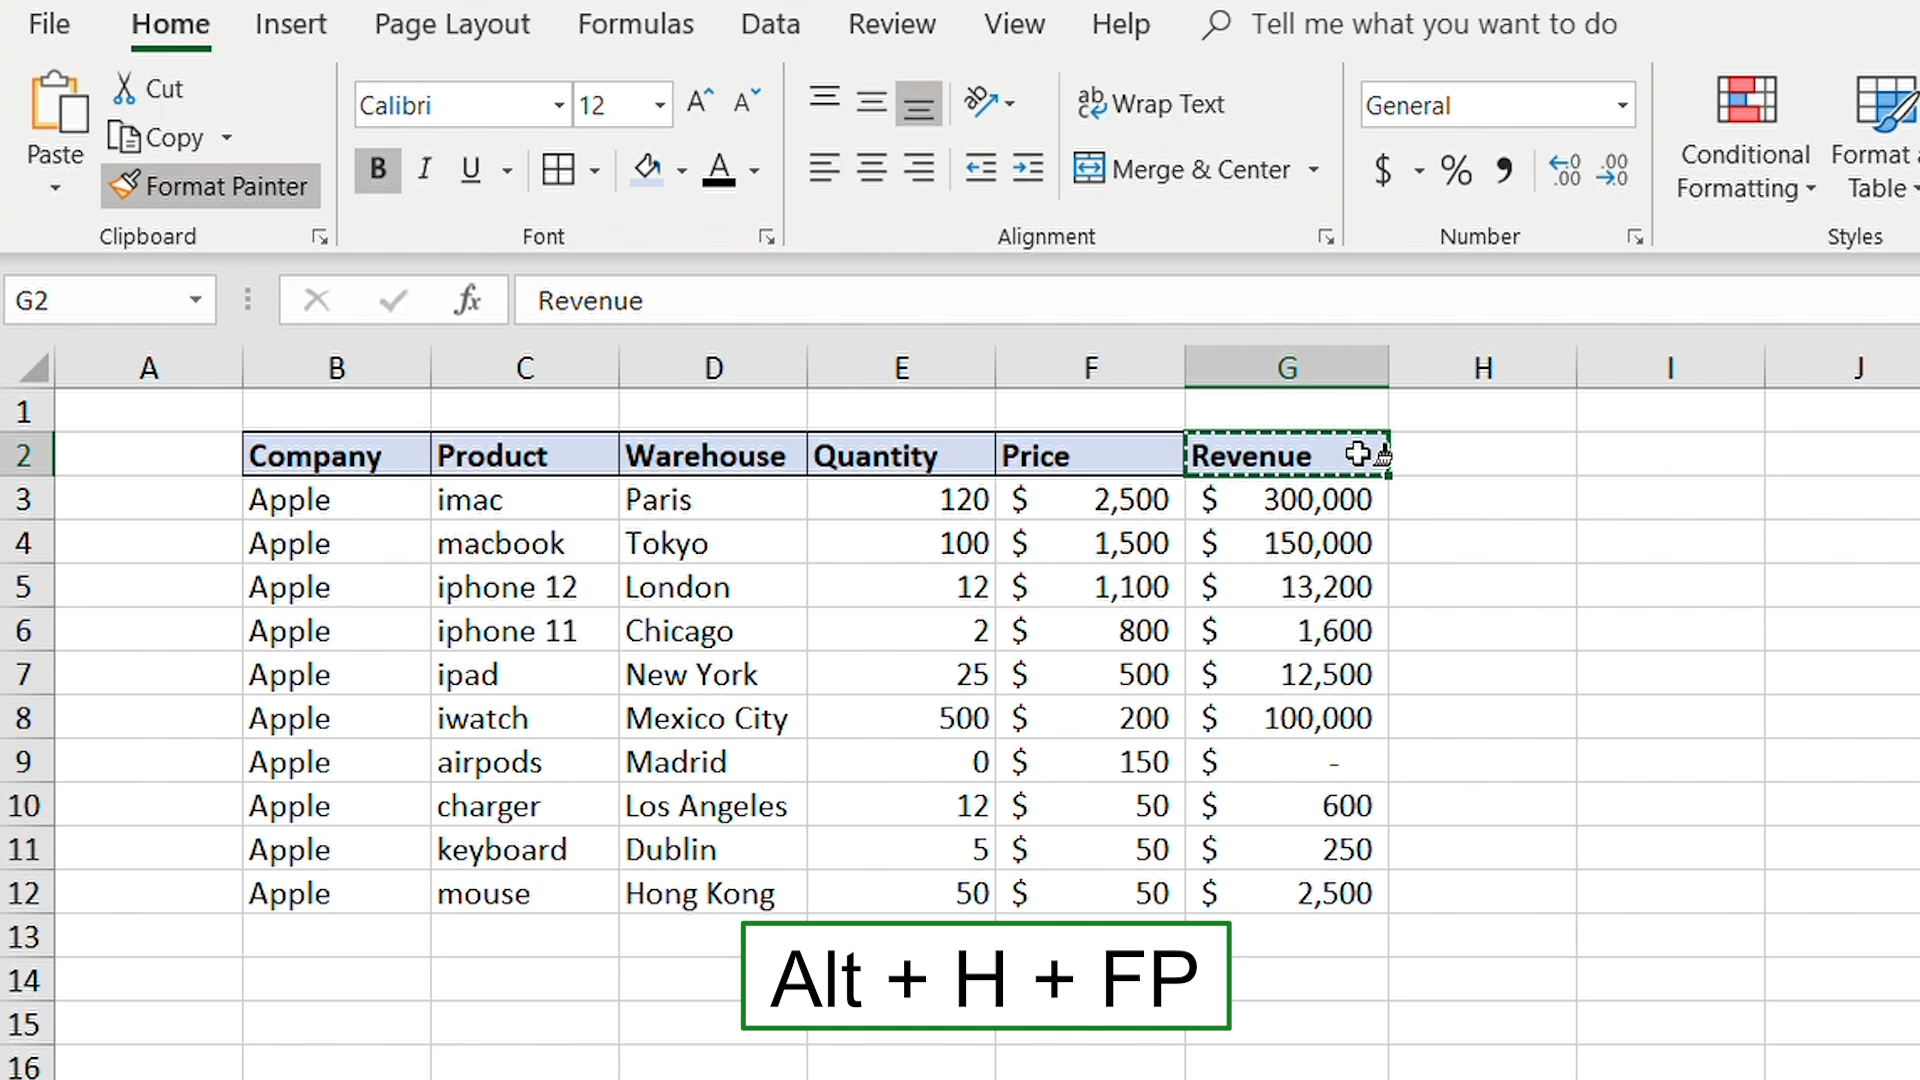 File Home Insert Page Layout Formulas Data Review View Help Tell me what you want to do
Paste
Cut
Copy
Format Painter
Clipboard
Calibri 12
B I U A
Font
Wrap Text
Merge & Center
Alignment
General
$ % ,
Number
Conditional Formatting
Format a
Table
Styles
G2 fx Revenue
A B C D E F G H I J
1
2 Company Product Warehouse Quantity Price Revenue
3 Apple imac Paris 120 $ 2,500 $ 300,000
4 Apple macbook Tokyo 100 $ 1,500 $ 150,000
5 Apple iphone 12 London 12 $ 1,100 $ 13,200
6 Apple iphone 11 Chicago 2 $ 800 $ 1,600
7 Apple ipad New York 25 $ 500 $ 12,500
8 Apple iwatch Mexico City 500 $ 200 $ 100,000
9 Apple airpods Madrid 0 $ 150 $ -
10 Apple charger Los Angeles 12 $ 50 $ 600
11 Apple keyboard Dublin 5 $ 50 $ 250
12 Apple mouse Hong Kong 50 $ 50 $ 2,500
13
14
15
16
Alt + H + FP